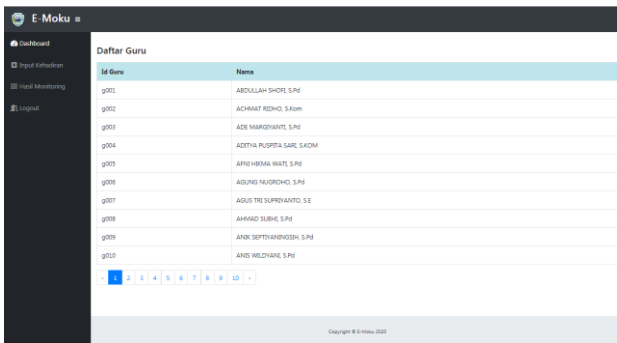 E-Moku
Dashboard
Input Kehadiran
Hasil Monitoring
Logout
Daftar Guru
Id Guru Nama
g001 ABDULLAH SHOFI, S.Pd
g002 ACHMAT RIDHO, S.Kom
g003 ADE MARGIYANTI, S.Pd
g004 ADITYA PUSPITA SARI, S.KOM
g005 AFNI HIKMA WATI, S.Pd
g006 AGUNG NUGROHO, S.Pd
g007 AGUS TRI SUPRIYANTO, S.E
g008 AHMAD SUBHI, S.Pd
g009 ANIK SEPTIYANINGSIH, S.Pd
g010 ANIS WILDYANI, S.Pd
1 2 3 4 5 6 7 8 9 10
Copyright © E-Moku 2020